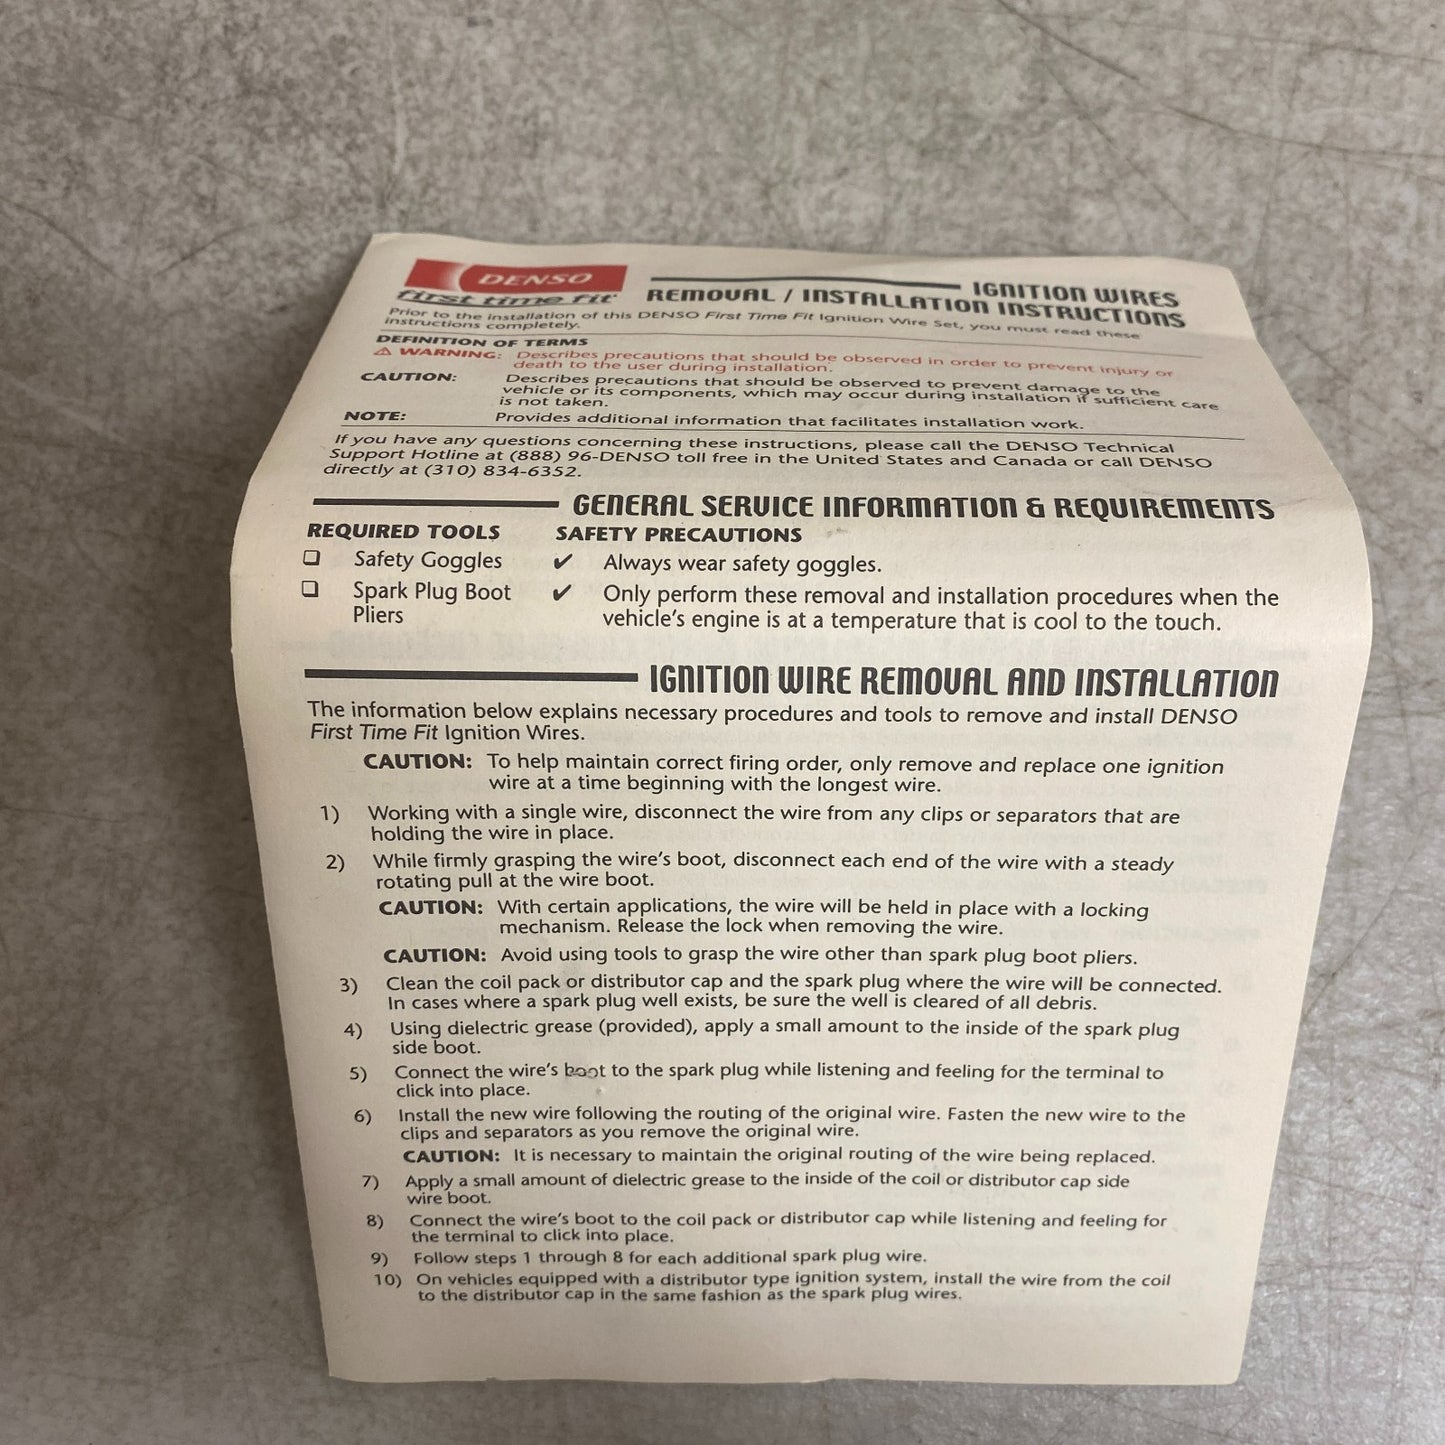 DENSO
first time fit
IGNITION WIRES
REMOVAL / INSTALLATION INSTRUCTIONS
Prior to the installation of this DENSO First Time Fit Ignition Wire Set, you must read these
instructions completely.
DEFINITION OF TERMS
⚠ WARNING: Describes precautions that should be observed in order to prevent injury or
death to the user during installation.
CAUTION: Describes precautions that should be observed to prevent damage to the
vehicle or its components, which may occur during installation if sufficient care
is not taken.
NOTE: Provides additional information that facilitates installation work.
If you have any questions concerning these instructions, please call the DENSO Technical
Support Hotline at (888) 96-DENSO toll free in the United States and Canada or call DENSO
directly at (310) 834-6352.
GENERAL SERVICE INFORMATION & REQUIREMENTS
REQUIRED TOOLS
❑ Safety Goggles
❑ Spark Plug Boot
Pliers
SAFETY PRECAUTIONS
✔ Always wear safety goggles.
✔ Only perform these removal and installation procedures when the
vehicle's engine is at a temperature that is cool to the touch.
IGNITION WIRE REMOVAL AND INSTALLATION
The information below explains necessary procedures and tools to remove and install DENSO
First Time Fit Ignition Wires.
CAUTION: To help maintain correct firing order, only remove and replace one ignition
wire at a time beginning with the longest wire.
1) Working with a single wire, disconnect the wire from any clips or separators that are
holding the wire in place.
2) While firmly grasping the wire's boot, disconnect each end of the wire with a steady
rotating pull at the wire boot.
CAUTION: With certain applications, the wire will be held in place with a locking
mechanism. Release the lock when removing the wire.
CAUTION: Avoid using tools to grasp the wire other than spark plug boot pliers.
3) Clean the coil pack or distributor cap and the spark plug where the wire will be connected.
In cases where a spark plug well exists, be sure the well is cleared of all debris.
4) Using dielectric grease (provided), apply a small amount to the inside of the spark plug
side boot.
5) Connect the wire's boot to the spark plug while listening and feeling for the terminal to
click into place.
6) Install the new wire following the routing of the original wire. Fasten the new wire to the
clips and separators as you remove the original wire.
CAUTION: It is necessary to maintain the original routing of the wire being replaced.
7) Apply a small amount of dielectric grease to the inside of the coil or distributor cap side
wire boot.
8) Connect the wire's boot to the coil pack or distributor cap while listening and feeling for
the terminal to click into place.
9) Follow steps 1 through 8 for each additional spark plug wire.
10) On vehicles equipped with a distributor type ignition system, install the wire from the coil
to the distributor cap in the same fashion as the spark plug wires.